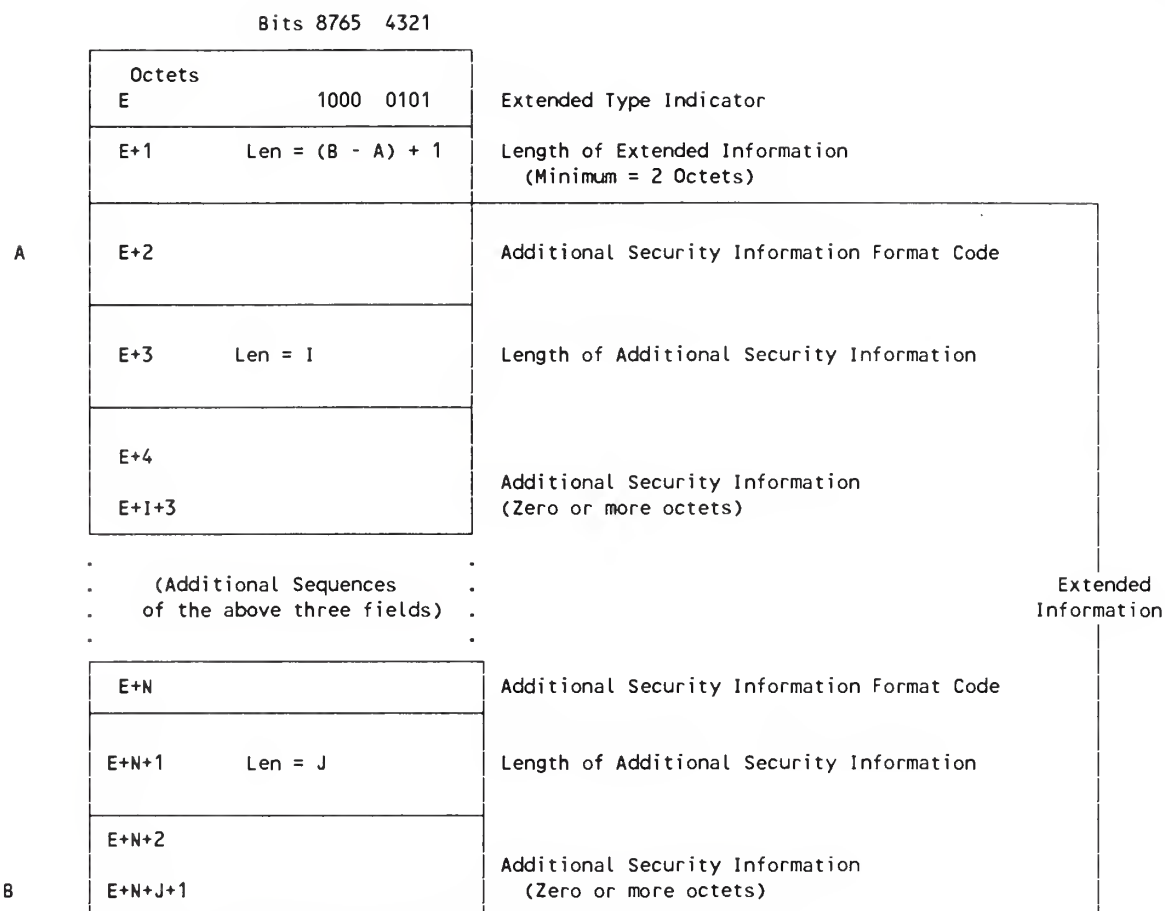 Bits 8765 4321
Octets
E 1000 0101 Extended Type Indicator
E+1 Len = (B - A) + 1 Length of Extended Information
(Minimum = 2 Octets)
A E+2 Additional Security Information Format Code
E+3 Len = I Length of Additional Security Information
E+4
Additional Security Information
E+I+3 (Zero or more octets)
(Additional Sequences Extended
of the above three fields) Information
E+N Additional Security Information Format Code
E+N+1 Len = J Length of Additional Security Information
E+N+2
Additional Security Information
B E+N+J+1 (Zero or more octets)